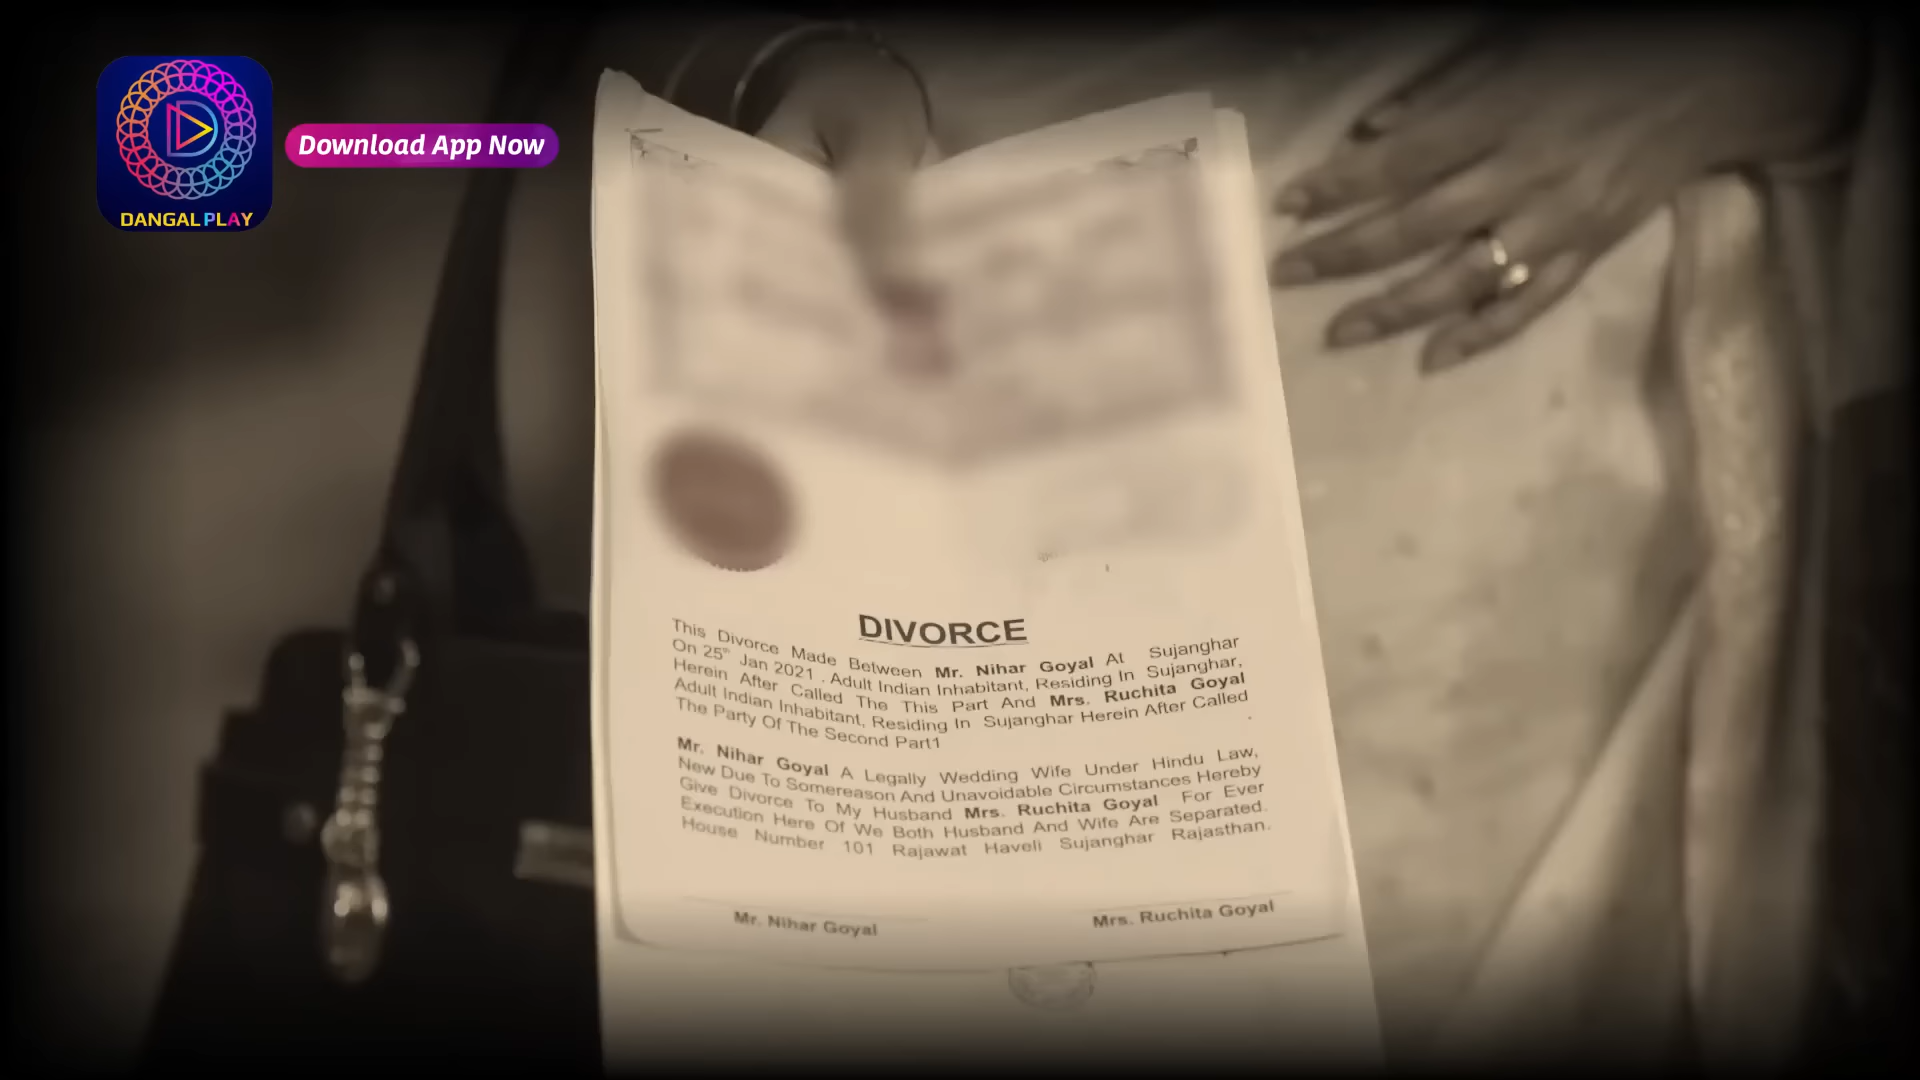 DANGAL PLAY
Download App Now
DIVORCE
This Divorce Made Between Mr. Nihar Goyal At Sujanghar
On 25th Jan 2021 . Adult Indian Inhabitant, Residing In Sujanghar,
Herein After Called The This Part And Mrs. Ruchita Goyal
Adult Indian Inhabitant, Residing In Sujanghar Herein After Called
The Party Of The Second Part1
Mr. Nihar Goyal A Legally Wedding Wife Under Hindu Law,
New Due To Somereason And Unavoidable Circumstances Hereby
Give Divorce To My Husband Mrs. Ruchita Goyal For Ever
Execution Here Of We Both Husband And Wife Are Separated.
House Number 101 Rajawat Haveli Sujanghar Rajasthan.
Mr. Nihar Goyal
Mrs. Ruchita Goyal